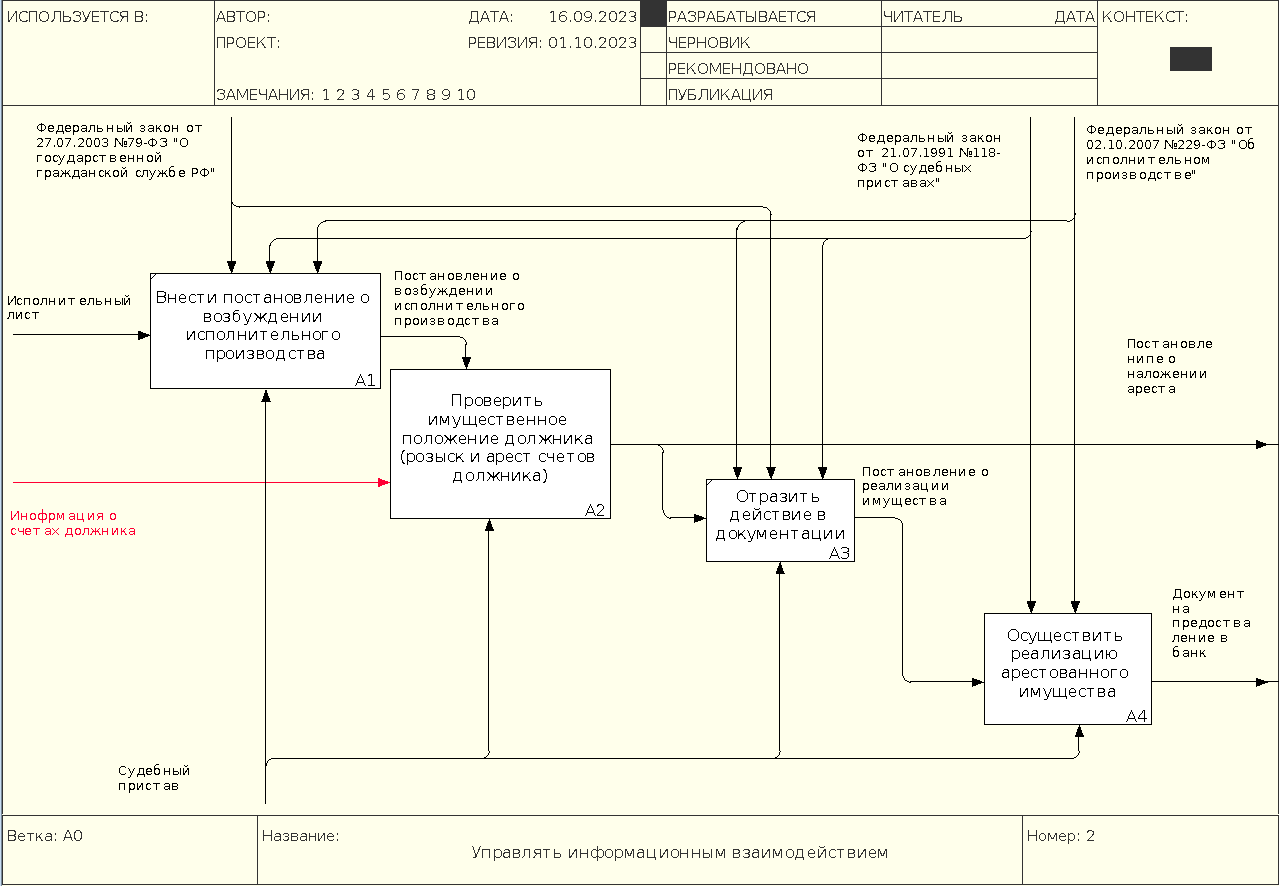 ИСПОЛЬЗУЕТСЯ В:
АВТОР:
ДАТА: 16.09.2023
ПРОЕКТ:
РЕВИЗИЯ: 01.10.2023
ЗАМЕЧАНИЯ: 1 2 3 4 5 6 7 8 9 10
РАЗРАБАТЫВАЕТСЯ
ЧЕРНОВИК
РЕКОМЕНДОВАНО
ПУБЛИКАЦИЯ
ЧИТАТЕЛЬ
ДАТА
КОНТЕКСТ:
Федеральный закон от
27.07.2003 №79-ФЗ "О
государственной
гражданской службе РФ"
Федеральный закон
от 21.07.1991 №118-
ФЗ "О судебных
приставах"
Федеральный закон от
02.10.2007 №229-ФЗ "Об
исполнительном
производстве"
Исполнительный
лист
Внести постановление о
возбуждении
исполнительного
производства
A1
Постановление о
возбуждении
исполнительного
производства
Проверить
имущественное
положение должника
(розыск и арест счетов
должника)
A2
Постановле
нипе о
наложении
ареста
Инофрмация о
счетах должника
Отразить
действие в
документации
A3
Постановление о
реализации
имущества
Осуществить
реализацию
арестованного
имущества
A4
Документ
на
предоства
ление в
банк
Судебный
пристав
Ветка: A0
Название:
Управлять информационным взаимодействием
Номер: 2